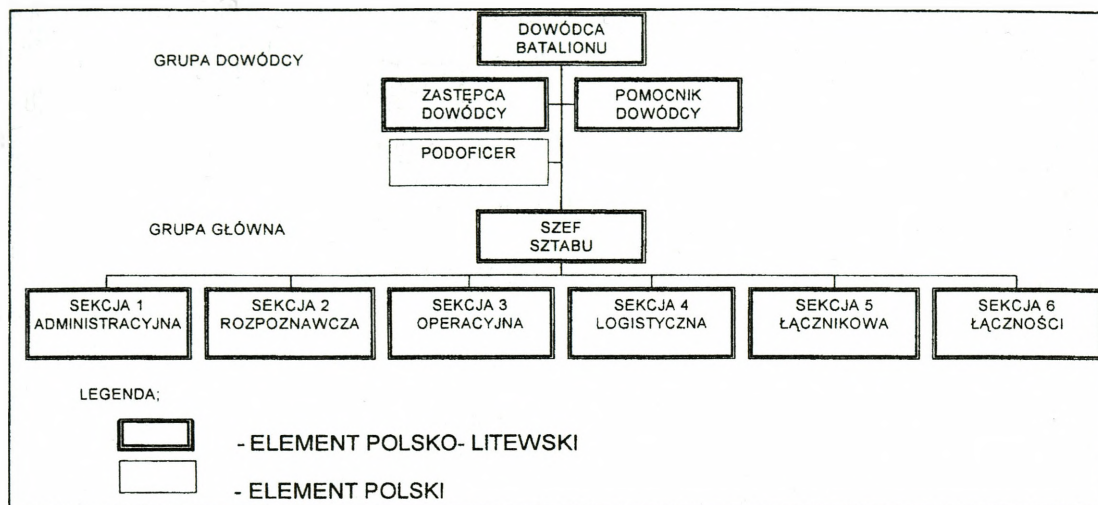 DOWÓDCA
BATALIONU
GRUPA DOWÓDCY
ZASTĘPCA
DOWÓDCY
POMOCNIK
DOWÓDCY
PODOFICER
GRUPA GŁÓWNA
SZEF
SZTABU
SEKCJA 1
ADMINISTRACYJNA
SEKCJA 2
ROZPOZNAWCZA
SEKCJA 3
OPERACYJNA
SEKCJA 4
LOGISTYCZNA
SEKCJA 5
ŁĄCZNIKOWA
SEKCJA 6
ŁĄCZNOŚCI
LEGENDA;
- ELEMENT POLSKO- LITEWSKI
- ELEMENT POLSKI